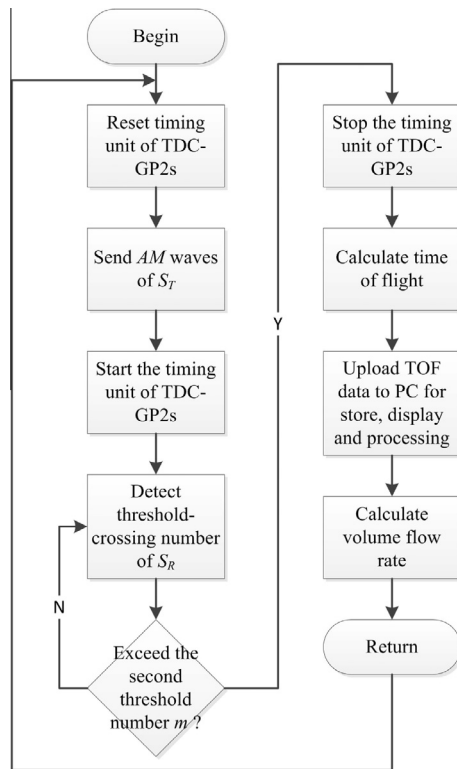 Begin
Reset timing
unit of TDC-
GP2s
Send AM waves
of S_T
Start the timing
unit of TDC-
GP2s
Detect
threshold-
crossing number
of S_R
N
Exceed the
second
threshold
number m ?
Y
Stop the timing
unit of TDC-
GP2s
Calculate time
of flight
Upload TOF
data to PC for
store, display
and processing
Calculate
volume flow
rate
Return